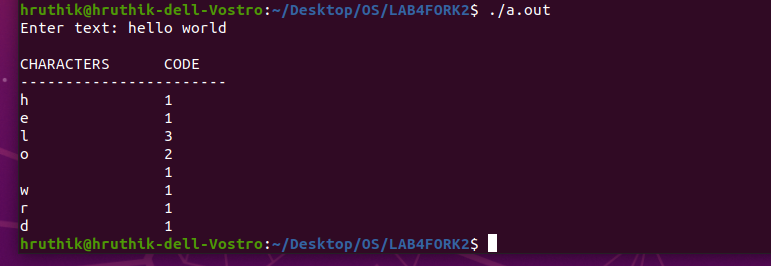 hruthik@hruthik-dell-Vostro:~/Desktop/OS/LAB4FORK2$ ./a.out
Enter text: hello world
CHARACTERS      CODE
-----------------------
h               1
e               1
l               3
o               2
                1
w               1
r               1
d               1
hruthik@hruthik-dell-Vostro:~/Desktop/OS/LAB4FORK2$